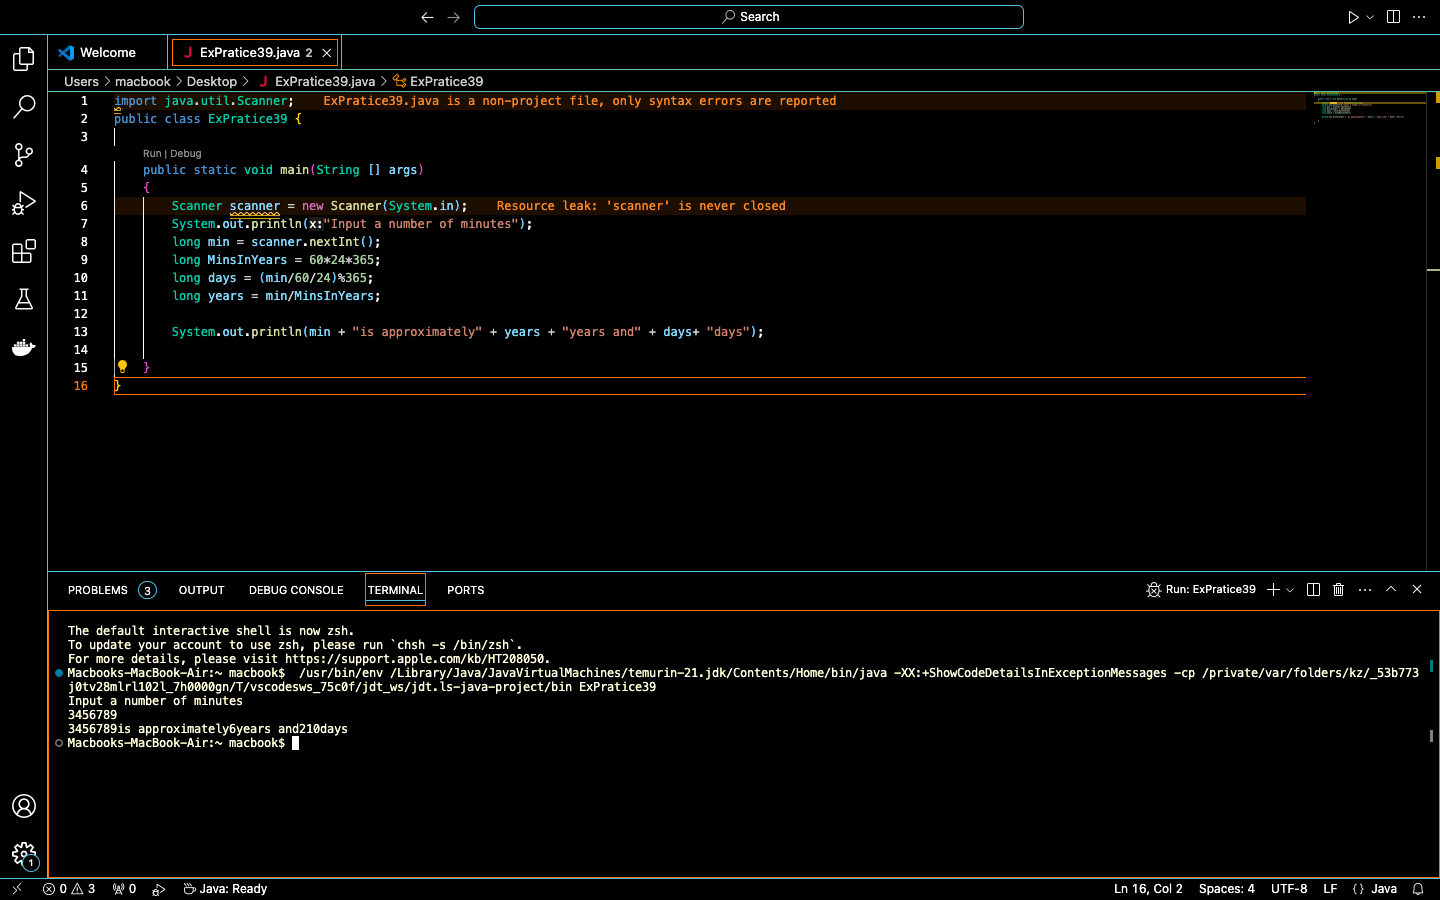 Search
Welcome
J ExPratice39.java 2
Users > macbook > Desktop > J ExPratice39.java > ExPratice39
1 import java.util.Scanner; ExPratice39.java is a non-project file, only syntax errors are reported
2 public class ExPratice39 {
3
Run | Debug
4 public static void main(String [] args)
5 {
6 Scanner scanner = new Scanner(System.in); Resource leak: 'scanner' is never closed
7 System.out.println(x:"Input a number of minutes");
8 long min = scanner.nextInt();
9 long MinsInYears = 60*24*365;
10 long days = (min/60/24)%365;
11 long years = min/MinsInYears;
12
13 System.out.println(min + "is approximately" + years + "years and" + days+ "days");
14
15 }
16 }
PROBLEMS 3 OUTPUT DEBUG CONSOLE TERMINAL PORTS Run: ExPratice39
The default interactive shell is now zsh.
To update your account to use zsh, please run `chsh -s /bin/zsh`.
For more details, please visit https://support.apple.com/kb/HT208050.
Macbooks-MacBook-Air:~ macbook$  /usr/bin/env /Library/Java/JavaVirtualMachines/temurin-21.jdk/Contents/Home/bin/java -XX:+ShowCodeDetailsInExceptionMessages -cp /private/var/folders/kz/_53b773
j0tv28mlrl102l_7h0000gn/T/vscodesws_75c0f/jdt_ws/jdt.ls-java-project/bin ExPratice39
Input a number of minutes
3456789
3456789is approximately6years and210days
Macbooks-MacBook-Air:~ macbook$
1
0 3 0 Java: Ready Ln 16, Col 2 Spaces: 4 UTF-8 LF {} Java